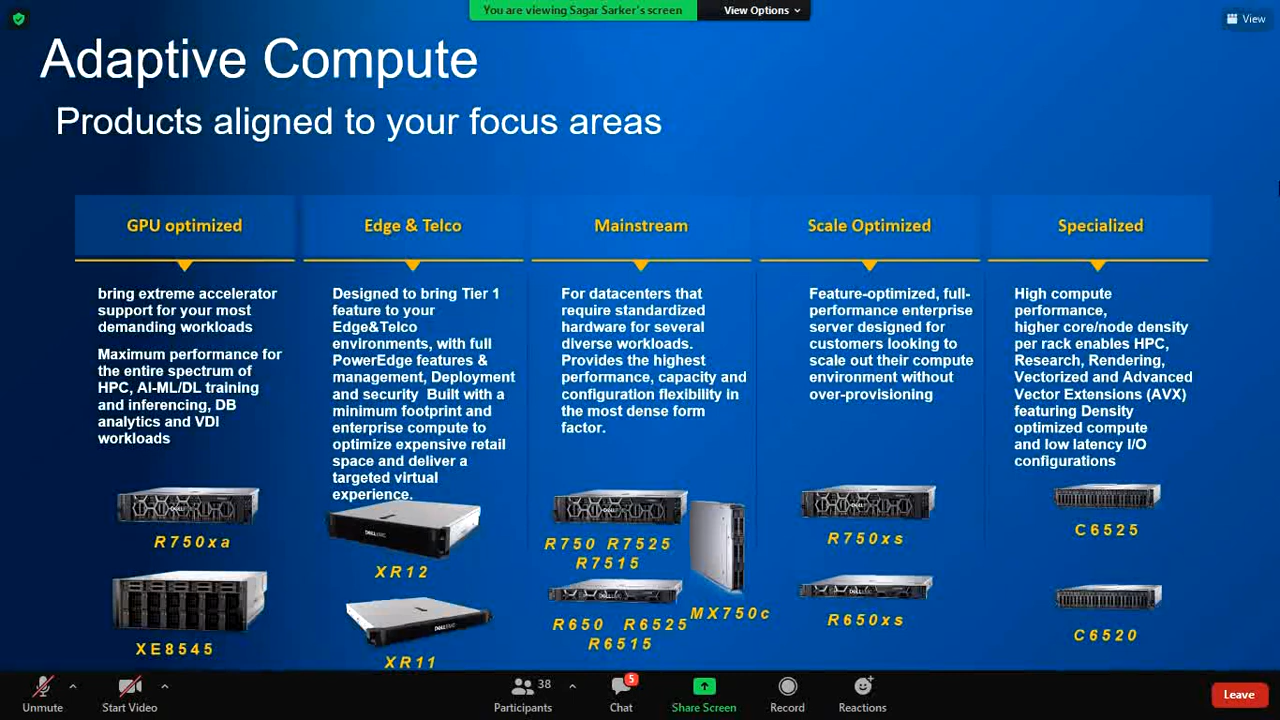 You are viewing Sagar Sarker's screen
View Options
View
Adaptive Compute
Products aligned to your focus areas
GPU optimized
bring extreme accelerator
support for your most
demanding workloads
Maximum performance for
the entire spectrum of
HPC, AI-ML/DL training
and inferencing, DB
analytics and VDI
workloads
R750xa
XE8545
Edge & Telco
Designed to bring Tier 1
feature to your
Edge&Telco
environments, with full
PowerEdge features &
management, Deployment
and security Built with a
minimum footprint and
enterprise compute to
optimize expensive retail
space and deliver a
targeted virtual
experience.
DELLEMC
XR12
DELLEMC
XR11
Mainstream
For datacenters that
require standardized
hardware for several
diverse workloads.
Provides the highest
performance, capacity and
configuration flexibility in
the most dense form
factor.
R750 R7525
R7515
MX750c
R650 R6525
R6515
Scale Optimized
Feature-optimized, full-
performance enterprise
server designed for
customers looking to
scale out their compute
environment without
over-provisioning
R750xs
R650xs
Specialized
High compute
performance,
higher core/node density
per rack enables HPC,
Research, Rendering,
Vectorized and Advanced
Vector Extensions (AVX)
featuring Density
optimized compute
and low latency I/O
configurations
C6525
C6520
Unmute
Start Video
38
Participants
5
Chat
Share Screen
Record
Reactions
Leave